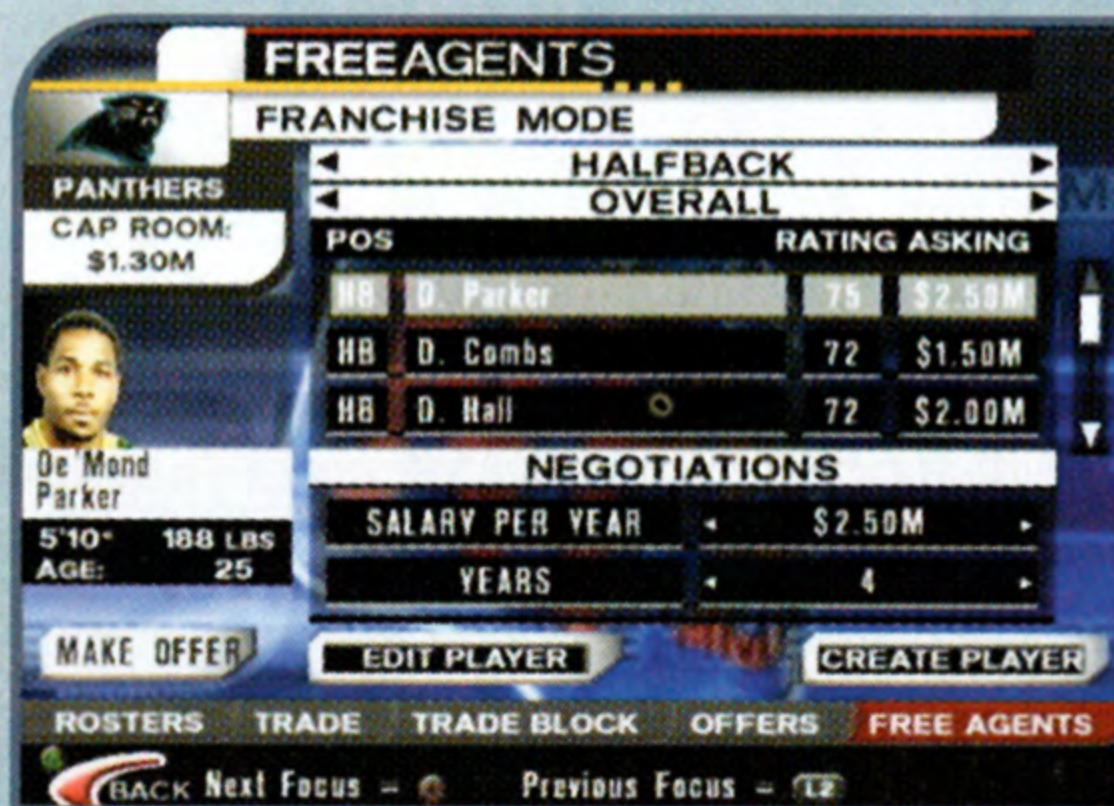 FREEAGENTS
FRANCHISE MODE
PANTHERS
CAP ROOM:
$1.30M
HALFBACK
OVERALL
POS RATING ASKING
HB D. Parker 75 $2.50M
HB D. Combs 72 $1.50M
HB D. Hall 72 $2.00M
De'Mond
Parker
5'10" 188 LBS
AGE: 25
NEGOTIATIONS
SALARY PER YEAR $2.50M
YEARS 4
MAKE OFFER EDIT PLAYER CREATE PLAYER
ROSTERS TRADE TRADE BLOCK OFFERS FREE AGENTS
BACK Next Focus - Previous Focus - L2